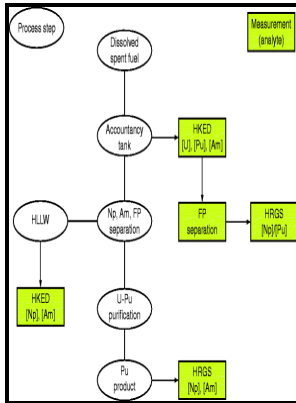 Process step
Measurement
(analyte)
Dissolved
spent fuel
Accountancy
tank
HKED
[U], [Pu], [Am]
HLLW
Np, Am, FP
separation
FP
separation
HRGS
[Np]/[Pu]
HKED
[Np], [Am]
U-Pu
purification
Pu
product
HRGS
[Np], [Am]